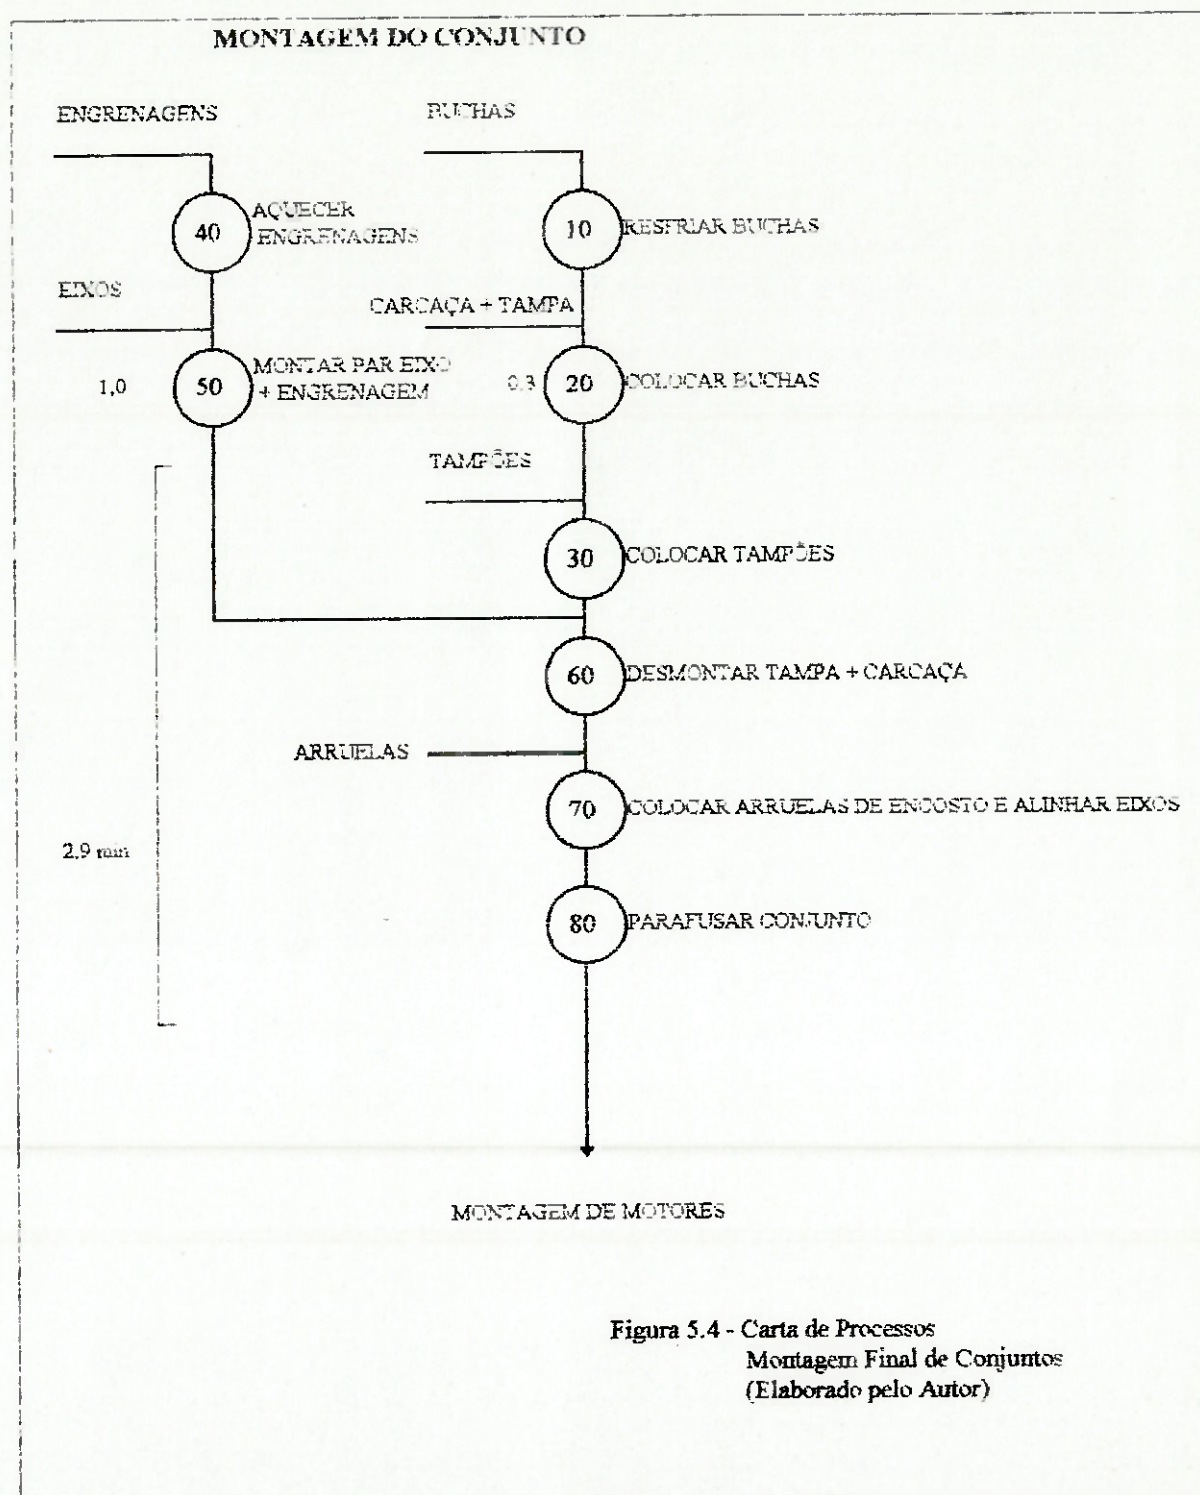 MONTAGEM DO CONJUNTO
ENGRENAGENS
BUCHAS
40
AQUECER
ENGRENAGENS
10
RESFRIAR BUCHAS
EIXOS
CARCAÇA + TAMPA
1,0
50
MONTAR PAR EIXO
+ ENGRENAGEM
0.3
20
COLOCAR BUCHAS
TAMPÕES
30
COLOCAR TAMPÕES
60
DESMONTAR TAMPA + CARCAÇA
ARRUELAS
70
COLOCAR ARRUELAS DE ENCOSTO E ALINHAR EIXOS
2.9 min
80
PARAFUSAR CONJUNTO
MONTAGEM DE MOTORES
Figura 5.4 - Carta de Processos
Montagem Final de Conjuntos
(Elaborado pelo Autor)